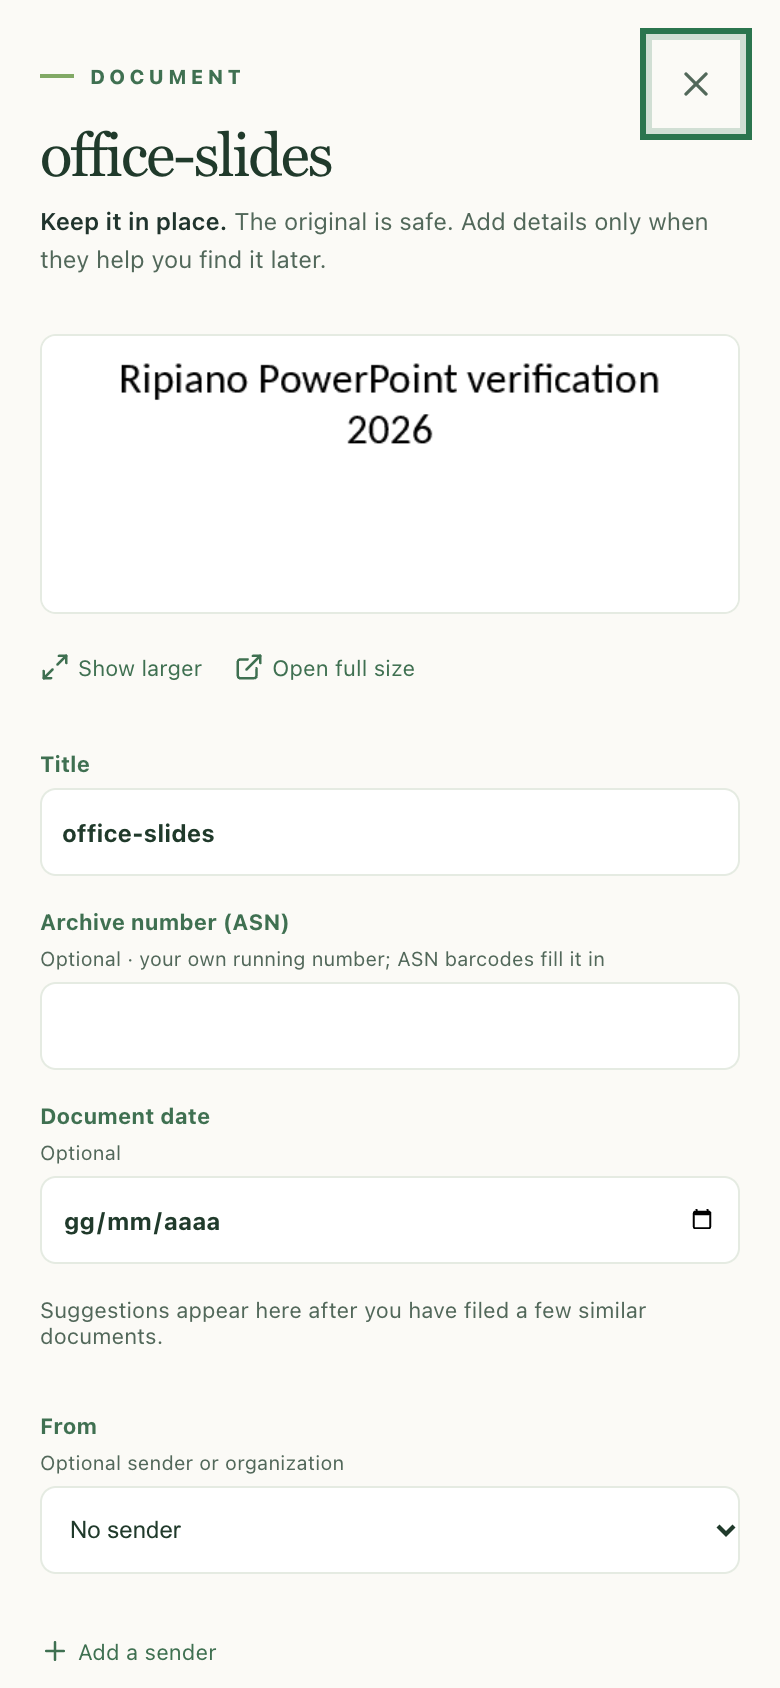 DOCUMENT
office-slides
Keep it in place. The original is safe. Add details only when
they help you find it later.
Ripiano PowerPoint verification
2026
Show larger
Open full size
Title
office-slides
Archive number (ASN)
Optional · your own running number; ASN barcodes fill it in
Document date
Optional
gg/mm/aaaa
Suggestions appear here after you have filed a few similar
documents.
From
Optional sender or organization
No sender
Add a sender